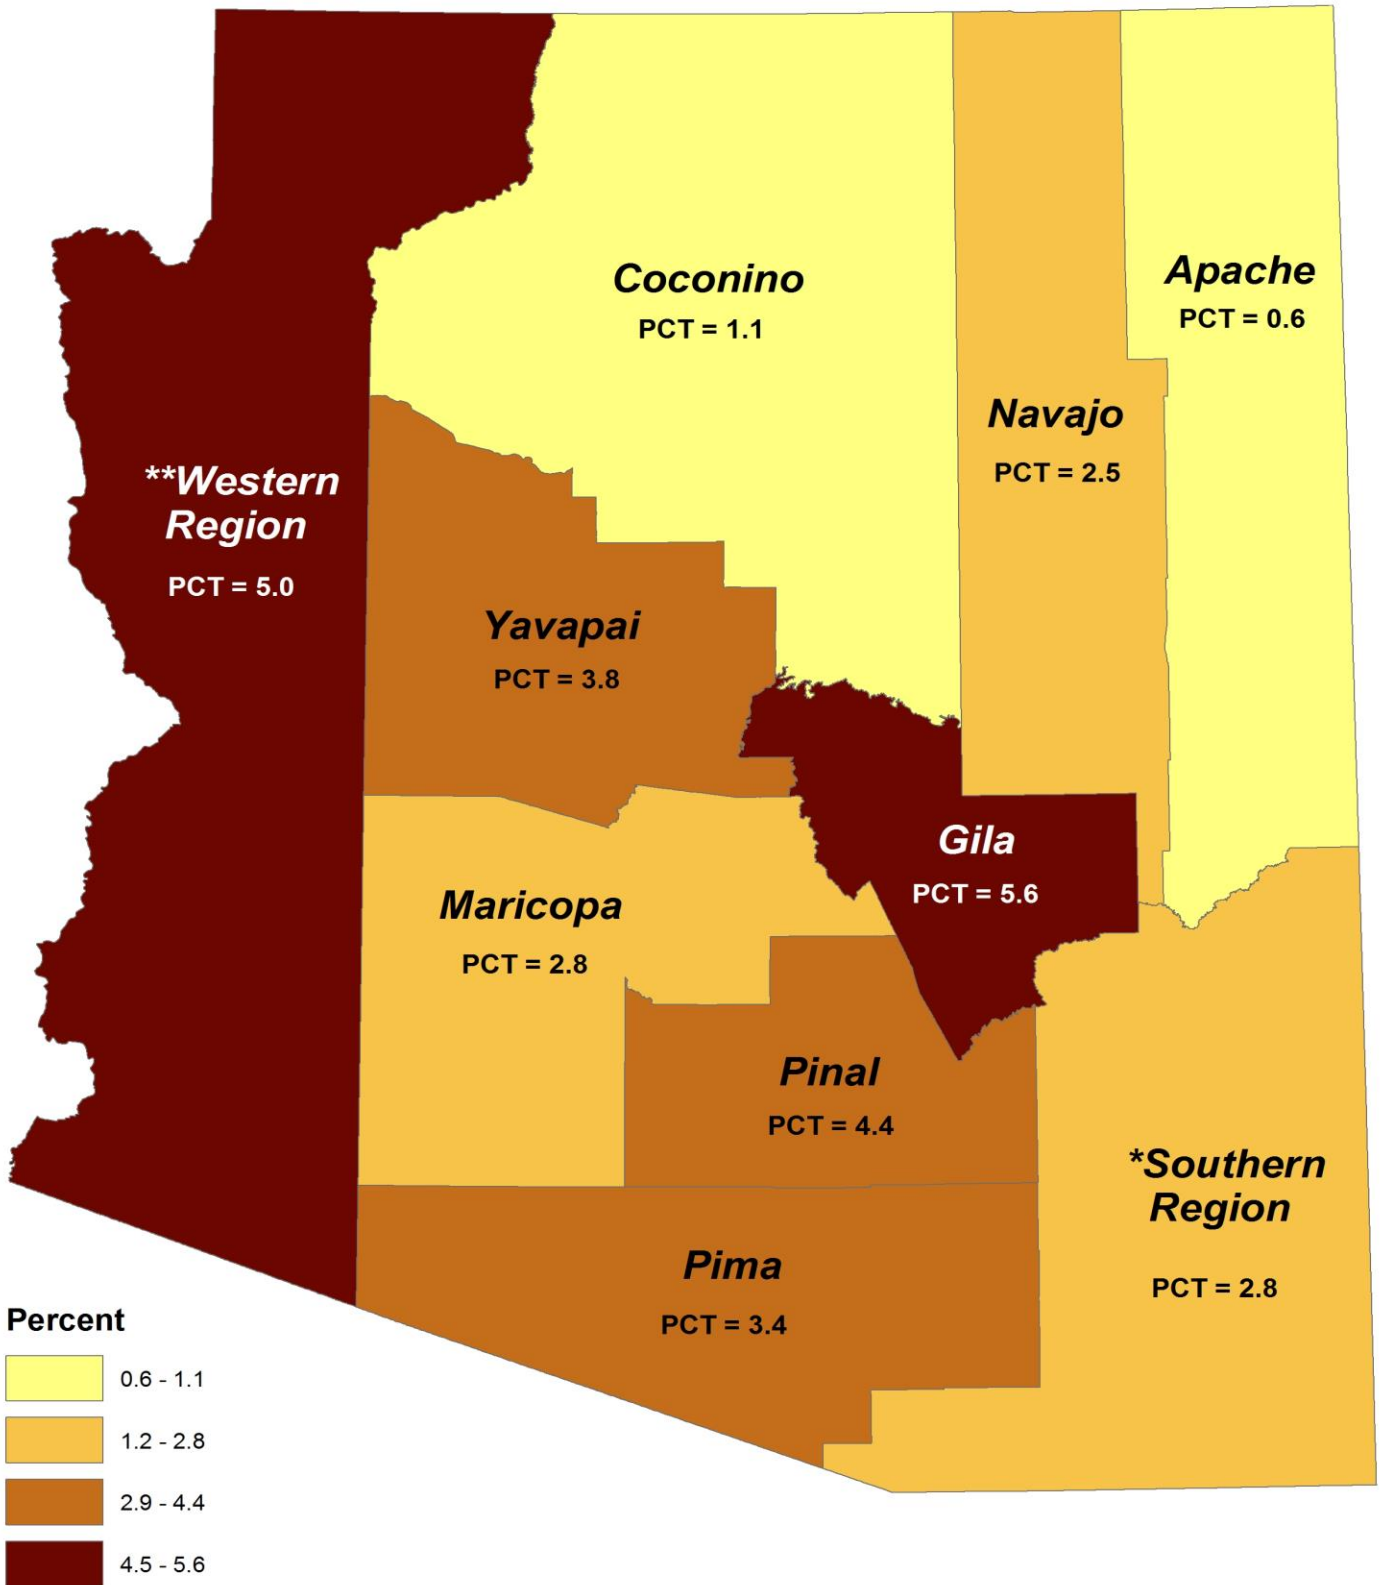 Coconino
PCT = 1.1
Apache
PCT = 0.6
Navajo
PCT = 2.5
**Western
Region
PCT = 5.0
Yavapai
PCT = 3.8
Gila
PCT = 5.6
Maricopa
PCT = 2.8
Pinal
PCT = 4.4
*Southern
Region
PCT = 2.8
Pima
PCT = 3.4
Percent
0.6 - 1.1
1.2 - 2.8
2.9 - 4.4
4.5 - 5.6